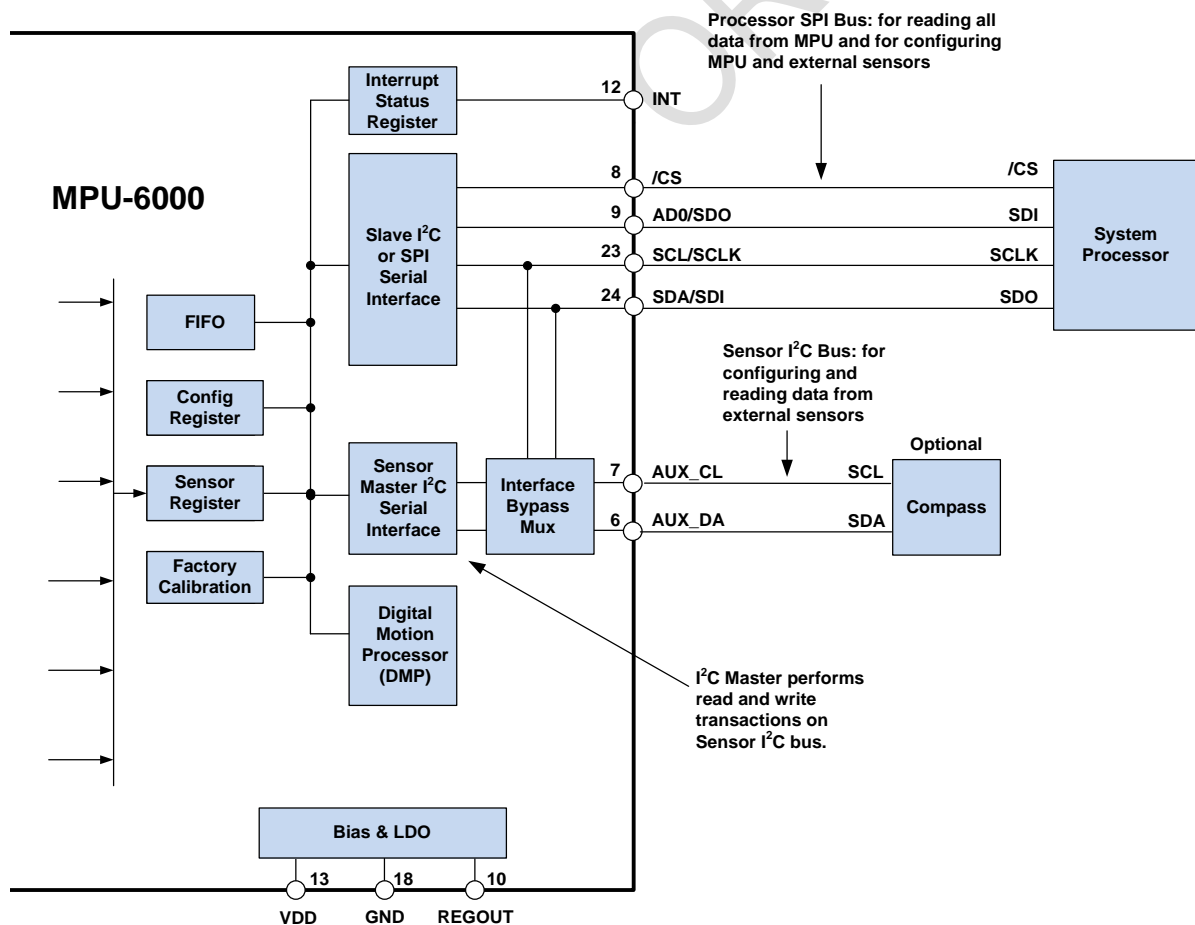 Processor SPI Bus: for reading all
data from MPU and for configuring
MPU and external sensors
Interrupt
Status
Register
12
INT
MPU-6000
Slave I²C
or SPI
Serial
Interface
8
/CS
/CS
9
AD0/SDO
SDI
23
SCL/SCLK
SCLK
24
SDA/SDI
SDO
System
Processor
FIFO
Config
Register
Sensor
Register
Factory
Calibration
Sensor I²C Bus: for
configuring and
reading data from
external sensors
Sensor
Master I²C
Serial
Interface
Interface
Bypass
Mux
7
AUX_CL
SCL
6
AUX_DA
SDA
Optional
Compass
Digital
Motion
Processor
(DMP)
I²C Master performs
read and write
transactions on
Sensor I²C bus.
Bias & LDO
13
18
10
VDD
GND
REGOUT